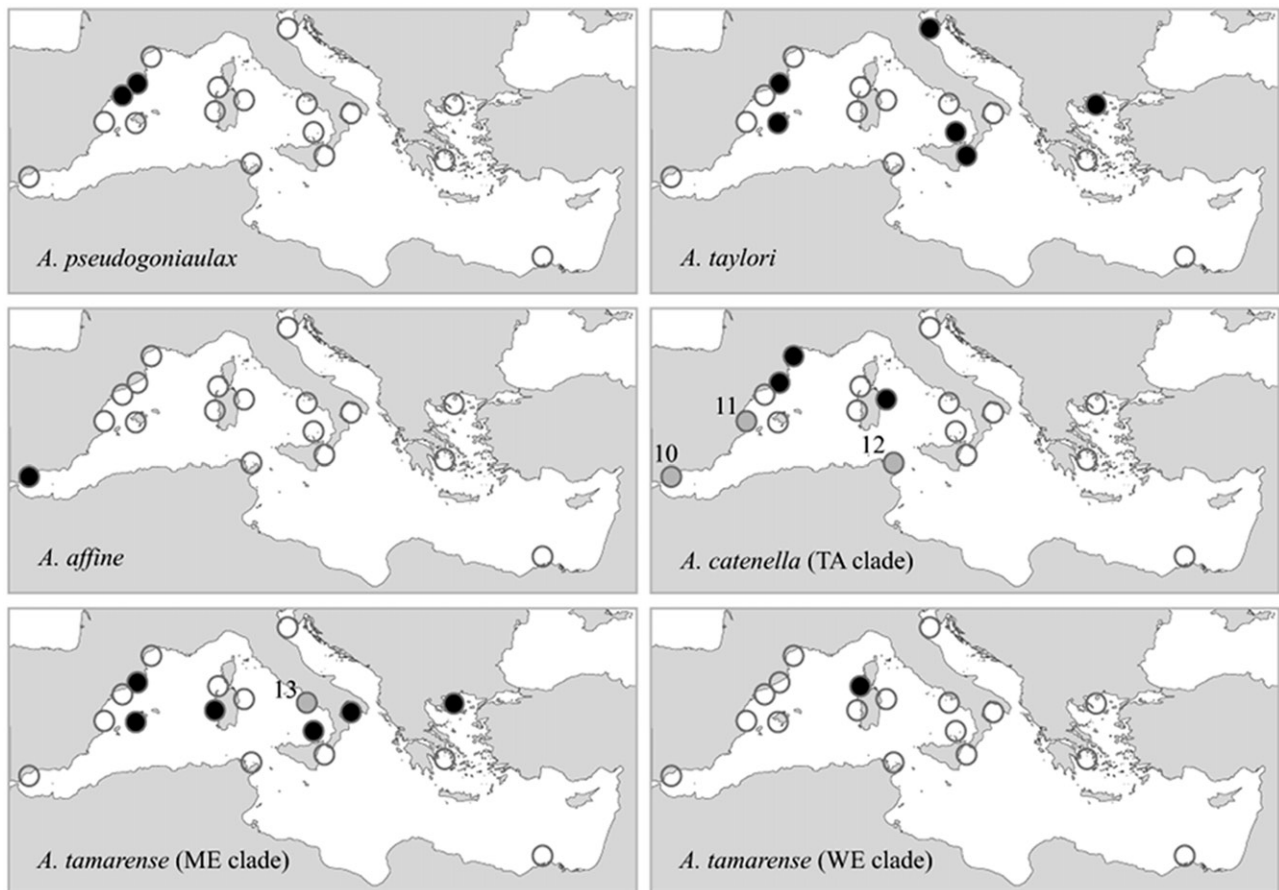 A. pseudogoniaulax
A. taylori
A. affine
11
10
12
A. catenella (TA clade)
13
A. tamarense (ME clade)
A. tamarense (WE clade)